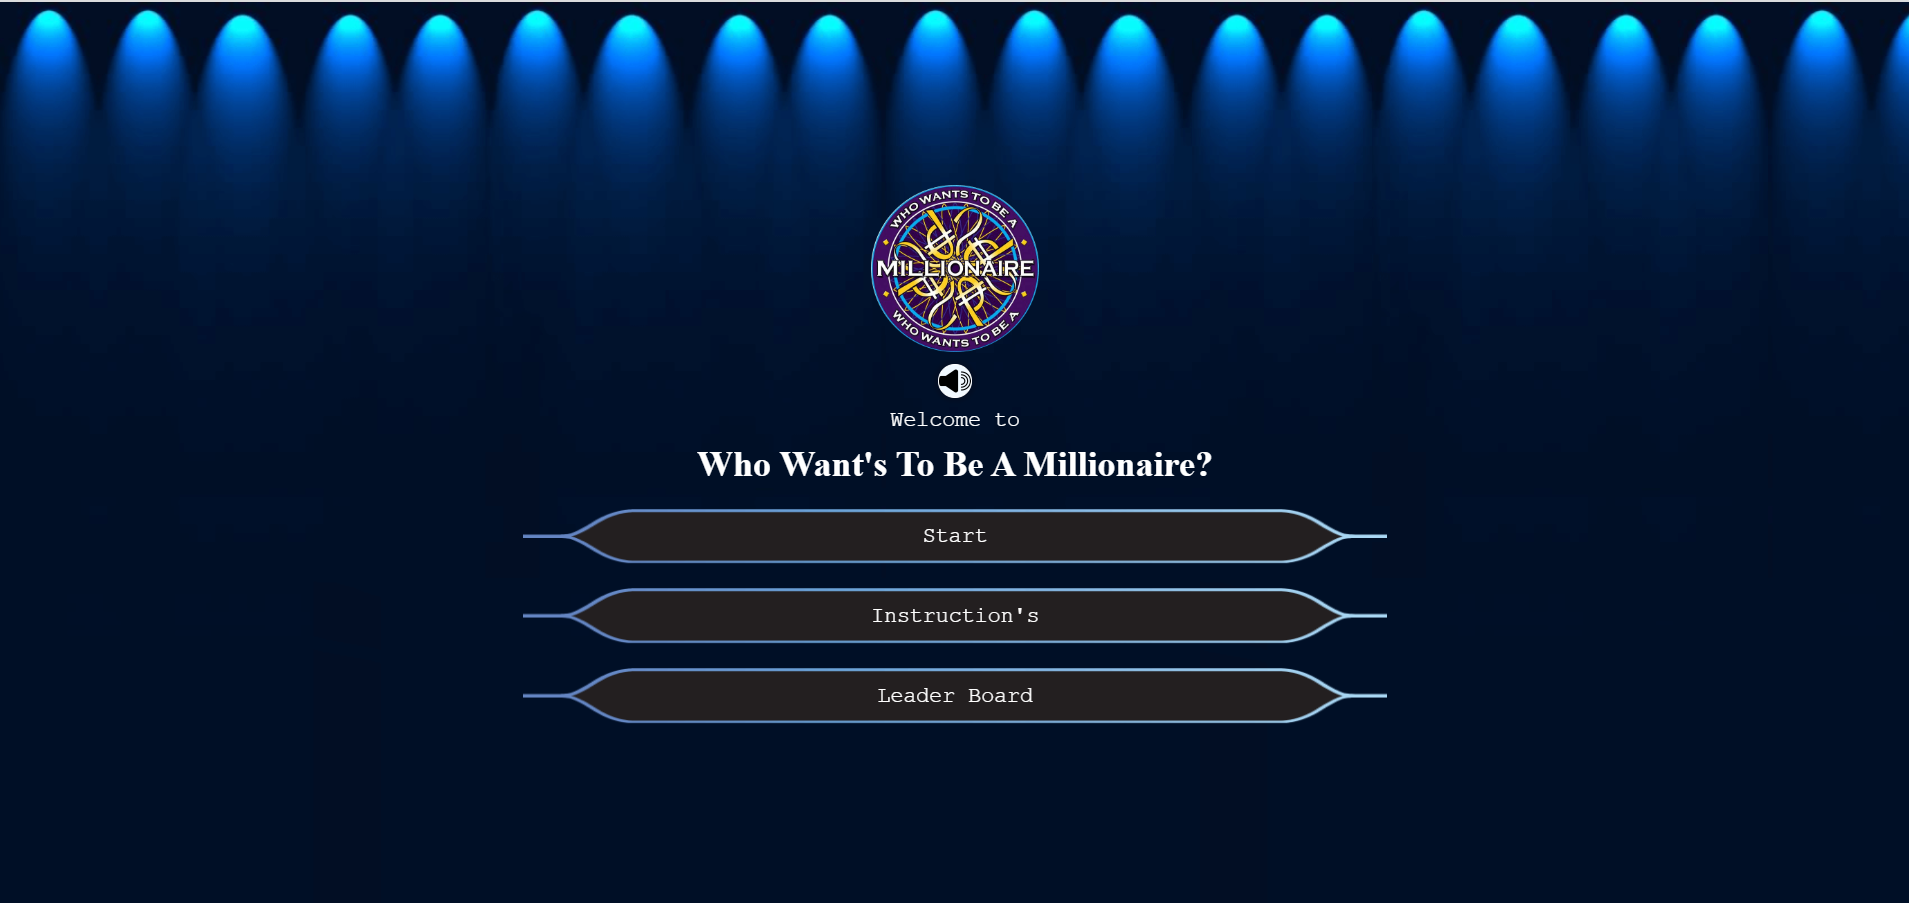 WHO WANTS TO BE A
MILLIONAIRE
WHO WANTS TO BE A
Welcome to
Who Want's To Be A Millionaire?
Start
Instruction's
Leader Board